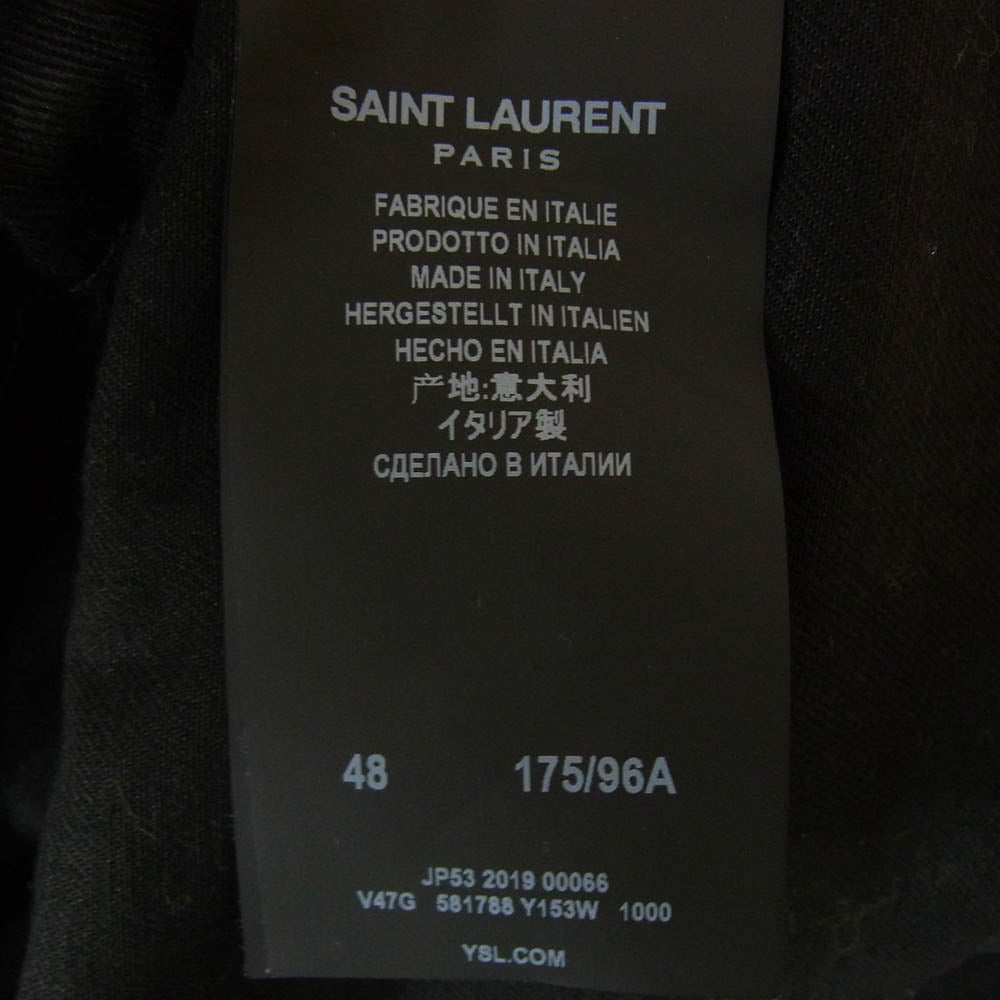 SAINT LAURENT
PARIS
FABRIQUE EN ITALIE
PRODOTTO IN ITALIA
MADE IN ITALY
HERGESTELLT IN ITALIEN
HECHO EN ITALIA
产地:意大利
イタリア製
СДЕЛАНО В ИТАЛИИ
48 175/96A
JP53 2019 00066
V47G 581788 Y153W 1000
YSL.COM